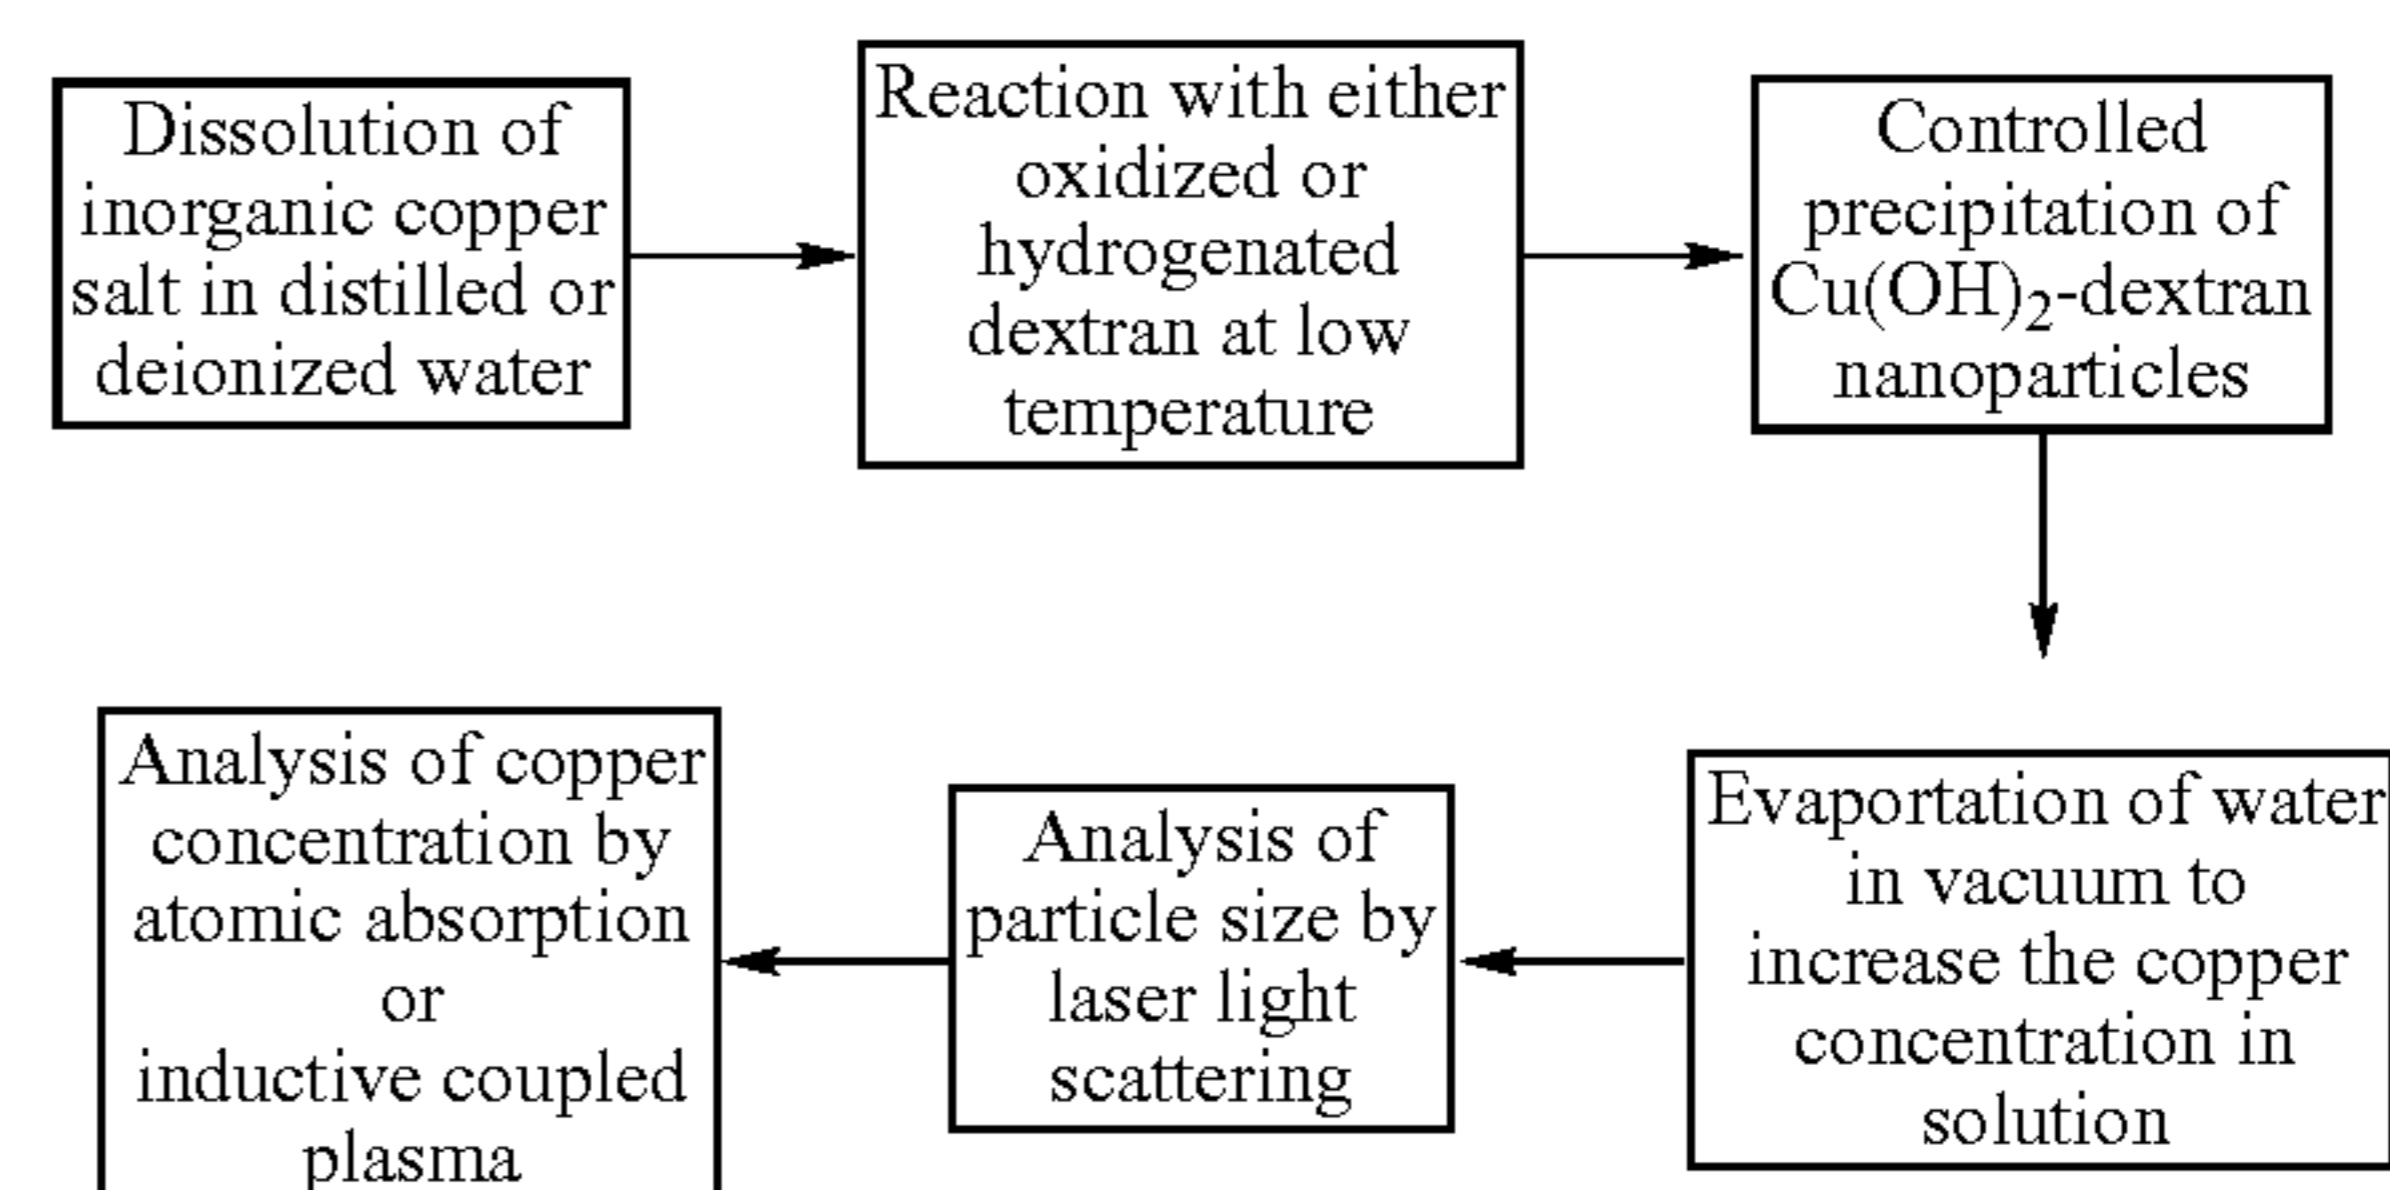 Dissolution of
inorganic copper
salt in distilled or
deionized water
Reaction with either
oxidized or
hydrogenated
dextran at low
temperature
Controlled
precipitation of
Cu(OH)₂-dextran
nanoparticles
Evaportation of water
in vacuum to
increase the copper
concentration in
solution
Analysis of
particle size by
laser light
scattering
Analysis of copper
concentration by
atomic absorption
or
inductive coupled
plasma